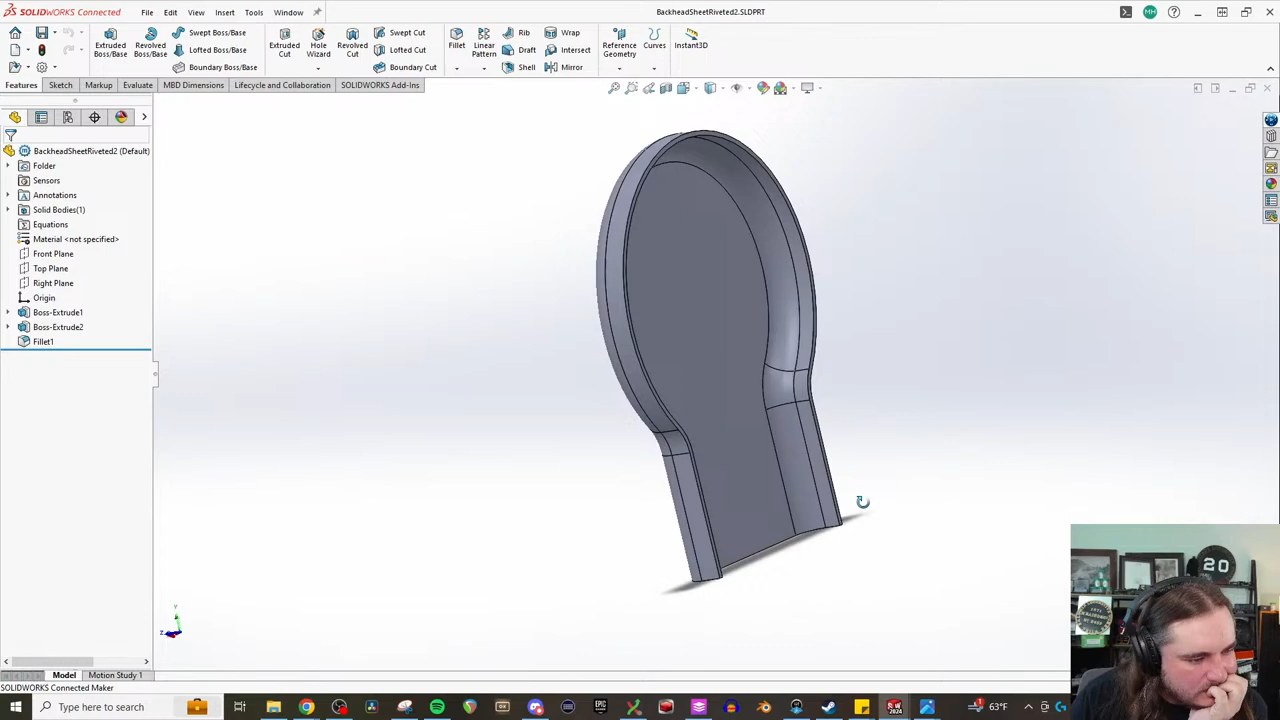 SOLIDWORKS Connected
File Edit View Insert Tools Window
BackheadSheetRiveted2.SLDPRT
MH
Extruded Boss/Base
Revolved Boss/Base
Swept Boss/Base
Lofted Boss/Base
Boundary Boss/Base
Extruded Cut
Hole Wizard
Revolved Cut
Swept Cut
Lofted Cut
Boundary Cut
Fillet
Linear Pattern
Rib
Draft
Shell
Wrap
Intersect
Mirror
Reference Geometry
Curves
Instant3D
Features Sketch Markup Evaluate MBD Dimensions Lifecycle and Collaboration SOLIDWORKS Add-Ins
BackheadSheetRiveted2 (Default)
Folder
Sensors
Annotations
Solid Bodies(1)
Equations
Material <not specified>
Front Plane
Top Plane
Right Plane
Origin
Boss-Extrude1
Boss-Extrude2
Fillet1
Y
Z
20
Model Motion Study 1
SOLIDWORKS Connected Maker
Type here to search
63°F